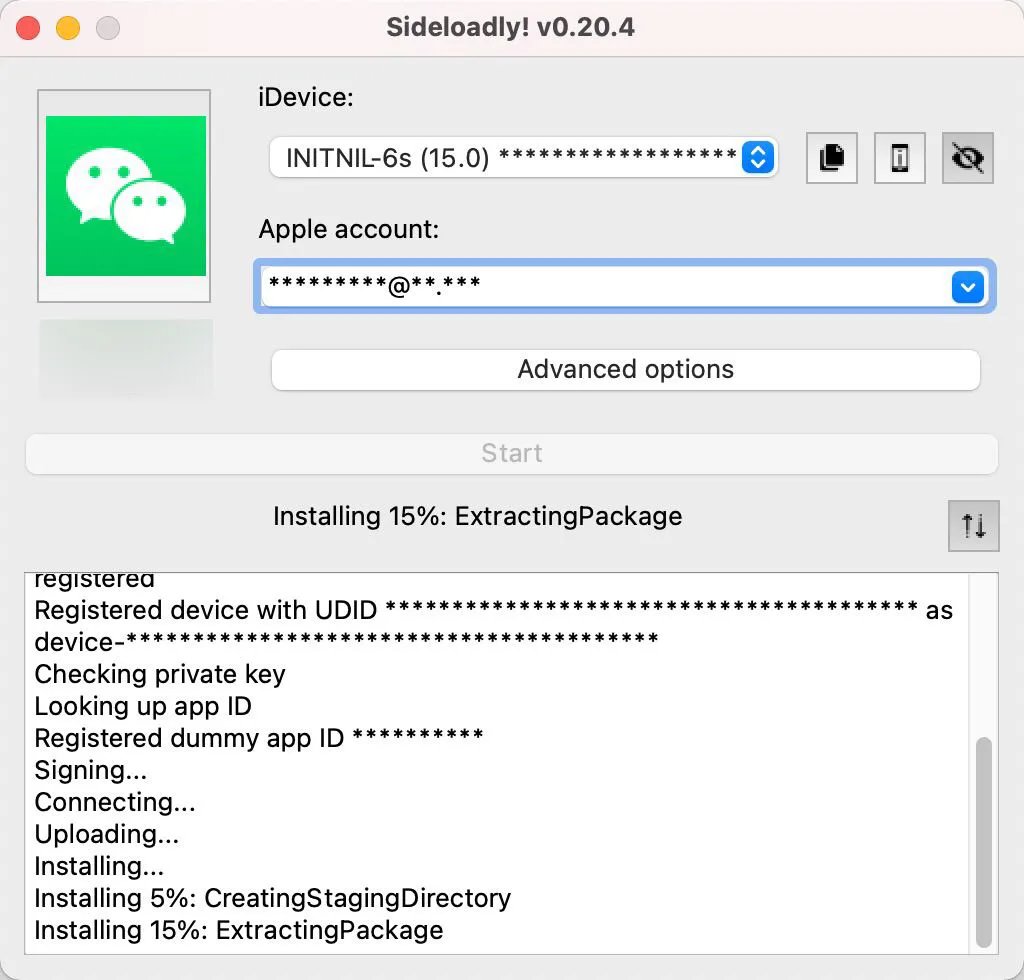 Sideloadly! v0.20.4
iDevice:
INITNIL-6s (15.0) ******************
Apple account:
*********@**.***
Advanced options
Start
Installing 15%: ExtractingPackage
registered
Registered device with UDID **************************************** as
device-****************************************
Checking private key
Looking up app ID
Registered dummy app ID **********
Signing...
Connecting...
Uploading...
Installing...
Installing 5%: CreatingStagingDirectory
Installing 15%: ExtractingPackage